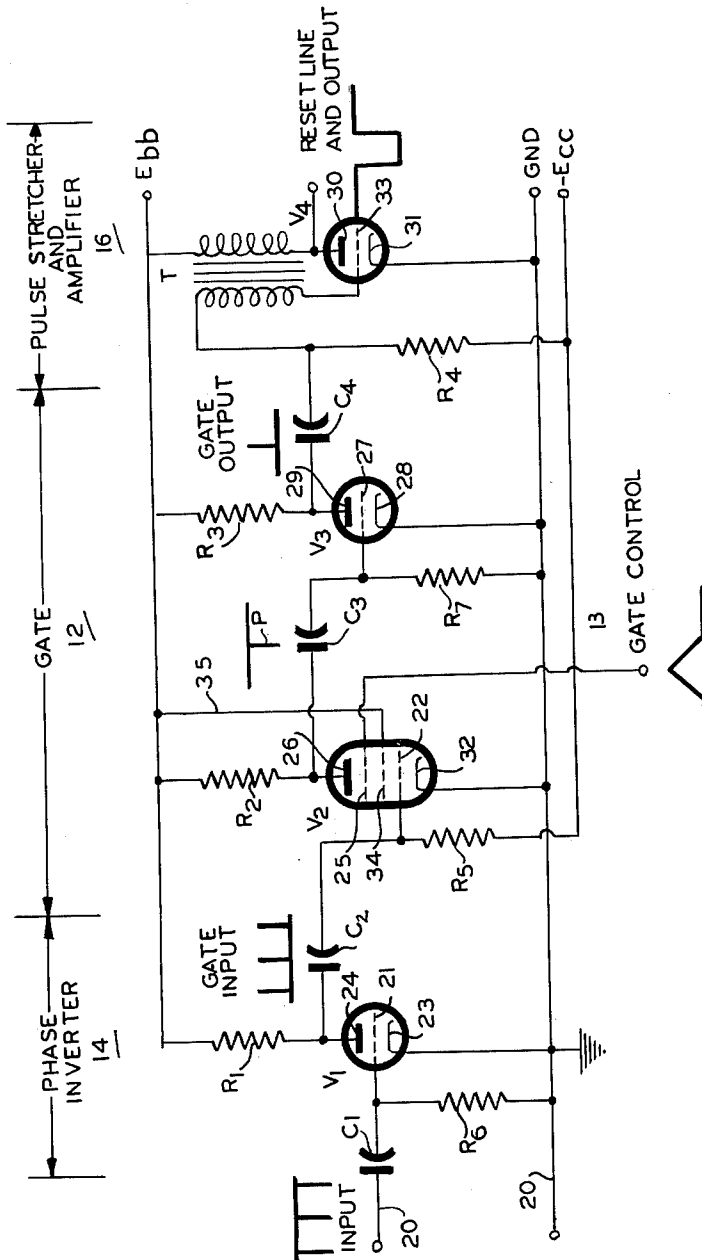 PHASE INVERTER
14
GATE
12
PULSE STRETCHER AND AMPLIFIER
16
Ebb
R1
R2
35
R3
T
GATE INPUT
P
GATE OUTPUT
C2
C3
C4
V4
30
33
31
RESET LINE AND OUTPUT
INPUT
C1
20
V1
24
21
23
R6
V2
26
25
34
22
32
R5
V3
29
27
28
R7
R4
GND
-Ecc
20
13
GATE CONTROL